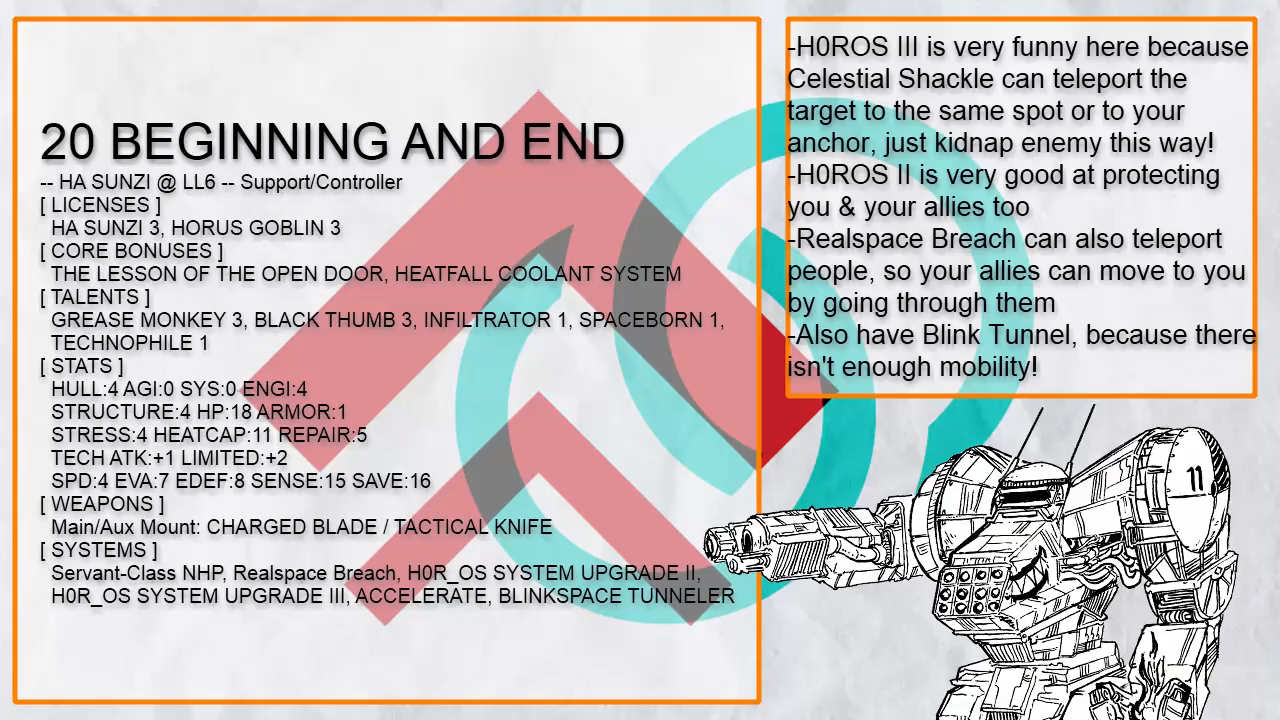 20 BEGINNING AND END
-- HA SUNZI @ LL6 -- Support/Controller
[ LICENSES ]
HA SUNZI 3, HORUS GOBLIN 3
[ CORE BONUSES ]
THE LESSON OF THE OPEN DOOR, HEATFALL COOLANT SYSTEM
[ TALENTS ]
GREASE MONKEY 3, BLACK THUMB 3, INFILTRATOR 1, SPACEBORN 1,
TECHNOPHILE 1
[ STATS ]
HULL:4 AGI:0 SYS:0 ENGI:4
STRUCTURE:4 HP:18 ARMOR:1
STRESS:4 HEATCAP:11 REPAIR:5
TECH ATK:+1 LIMITED:+2
SPD:4 EVA:7 EDEF:8 SENSE:15 SAVE:16
[ WEAPONS ]
Main/Aux Mount: CHARGED BLADE / TACTICAL KNIFE
[ SYSTEMS ]
Servant-Class NHP, Realspace Breach, H0R_OS SYSTEM UPGRADE II,
H0R_OS SYSTEM UPGRADE III, ACCELERATE, BLINKSPACE TUNNELER
-H0ROS III is very funny here because
Celestial Shackle can teleport the
target to the same spot or to your
anchor, just kidnap enemy this way!
-H0ROS II is very good at protecting
you & your allies too
-Realspace Breach can also teleport
people, so your allies can move to you
by going through them
-Also have Blink Tunnel, because there
isn't enough mobility!
11